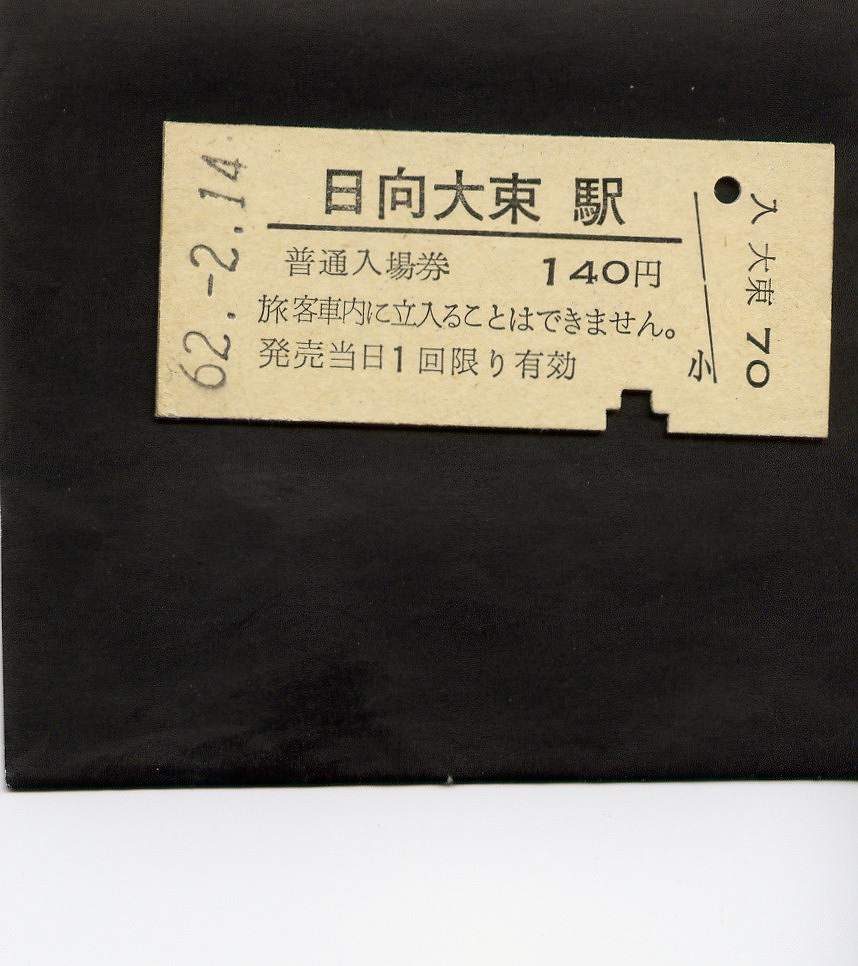 62.-2.14
日向大束 駅
普通入場券 140円
旅客車内に立入ることはできません。
発売当日1回限り有効
小
入 大束 70